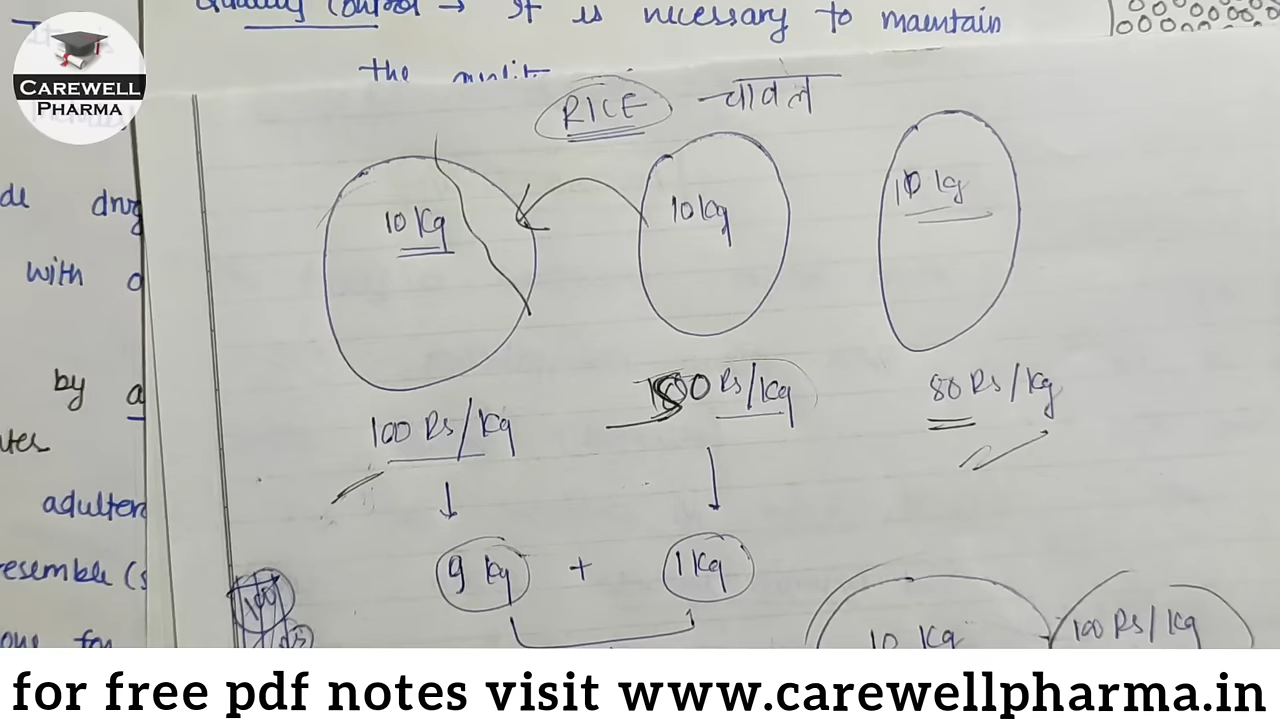 Quality Control → It is necessary to maintain
the
CAREWELL
PHARMA
RICE - चावल
de drug
with
by a
adulter
resemble (s
10 Kg
10 Kg
10 Kg
100 Rs/Kg
Rs/Kg
80 Rs/Kg
9 Kg + 1 Kg
10 Kg
100 Rs/Kg
for free pdf notes visit www.carewellpharma.in